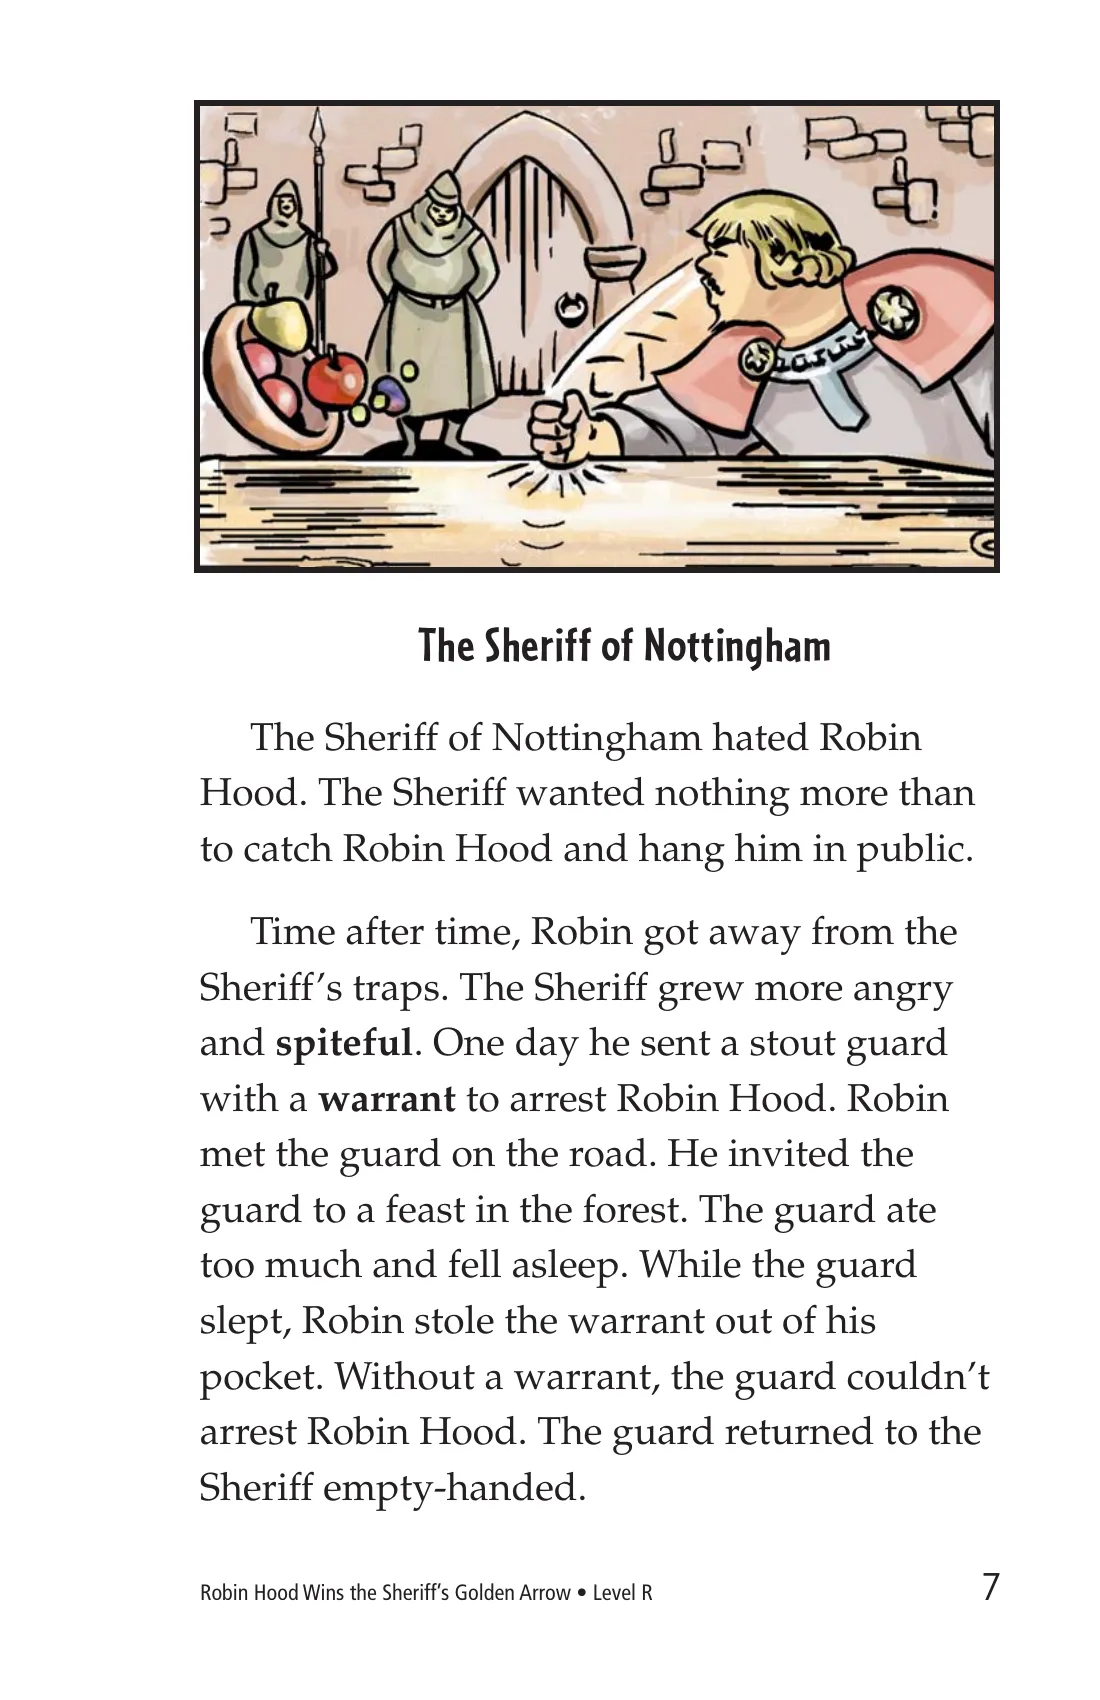 The Sheriff of Nottingham
The Sheriff of Nottingham hated Robin
Hood. The Sheriff wanted nothing more than
to catch Robin Hood and hang him in public.
Time after time, Robin got away from the
Sheriff’s traps. The Sheriff grew more angry
and spiteful. One day he sent a stout guard
with a warrant to arrest Robin Hood. Robin
met the guard on the road. He invited the
guard to a feast in the forest. The guard ate
too much and fell asleep. While the guard
slept, Robin stole the warrant out of his
pocket. Without a warrant, the guard couldn’t
arrest Robin Hood. The guard returned to the
Sheriff empty-handed.
Robin Hood Wins the Sheriff’s Golden Arrow • Level R 7